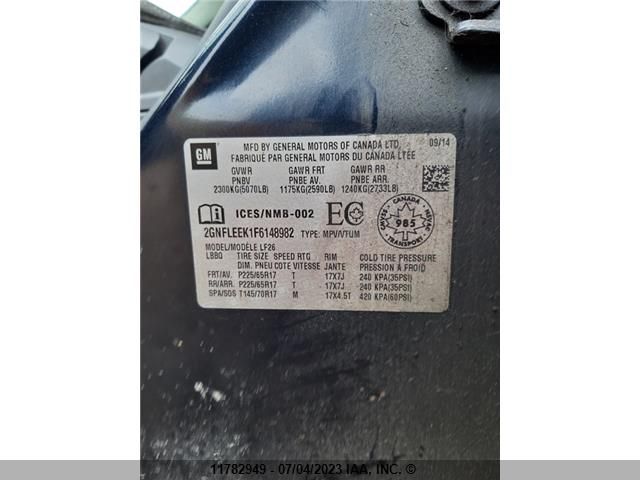 GM
MFD BY GENERAL MOTORS OF CANADA LTD. 09/14
FABRIQUÉ PAR GENERAL MOTORS DU CANADA LTÉE
GVWR GAWR FRT GAWR RR
PNBV PNBE AV. PNBE ARR.
2300KG(5070LB) 1175KG(2590LB) 1240KG(2733LB)
ICES/NMB-002 EC
CANADA
985
TRANSPORT
2GNFLEEK1F6148982 TYPE: MPV/VTUM
MODEL/MODÈLE LF26
LBBQ TIRE SIZE SPEED RTG RIM COLD TIRE PRESSURE
DIM. PNEU COTE VITESSE JANTE PRESSION À FROID
FRT/AV. P225/65R17 T 17X7J 240 KPA(35PSI)
RR/ARR. P225/65R17 T 17X7J 240 KPA(35PSI)
SPA/SOS T145/70R17 M 17X4.5T 420 KPA(60PSI)
11782949 - 07/04/2023 IAA, Inc. ©